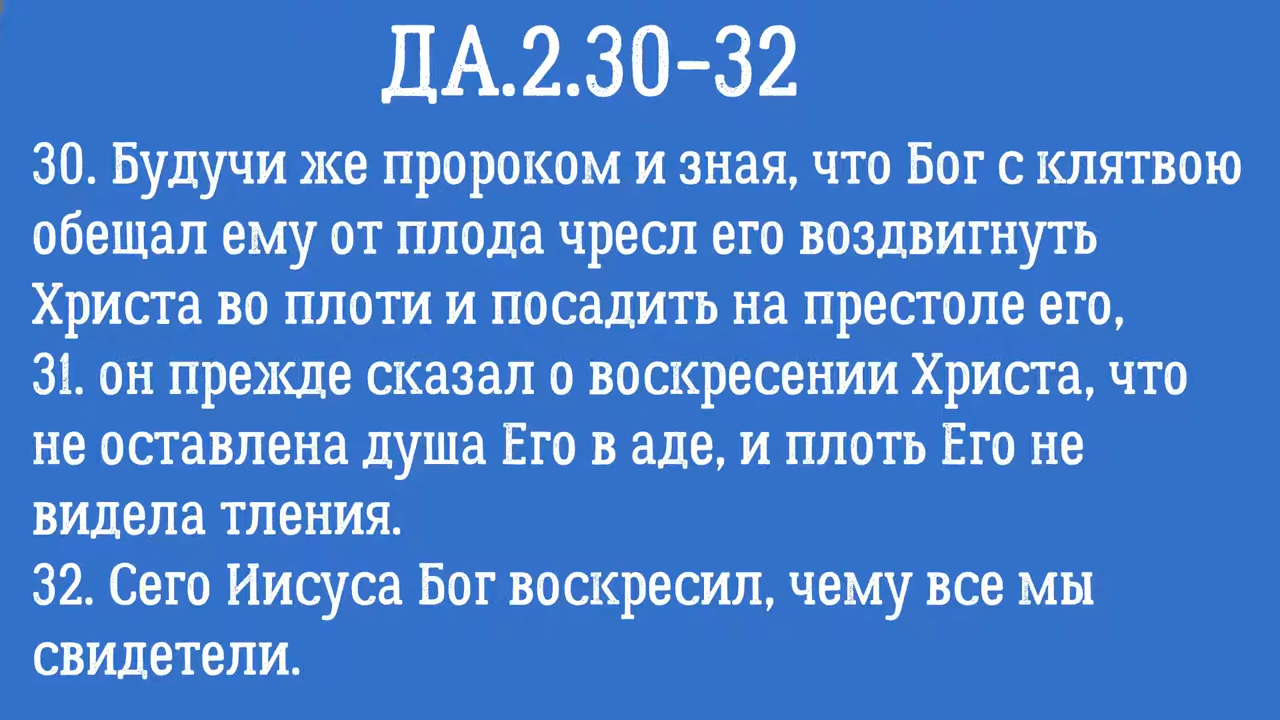 ДА.2.30-32
30. Будучи же пророком и зная, что Бог с клятвою
обещал ему от плода чресл его воздвигнуть
Христа во плоти и посадить на престоле его,
31. он прежде сказал о воскресении Христа, что
не оставлена душа Его в аде, и плоть Его не
видела тления.
32. Сего Иисуса Бог воскресил, чему все мы
свидетели.